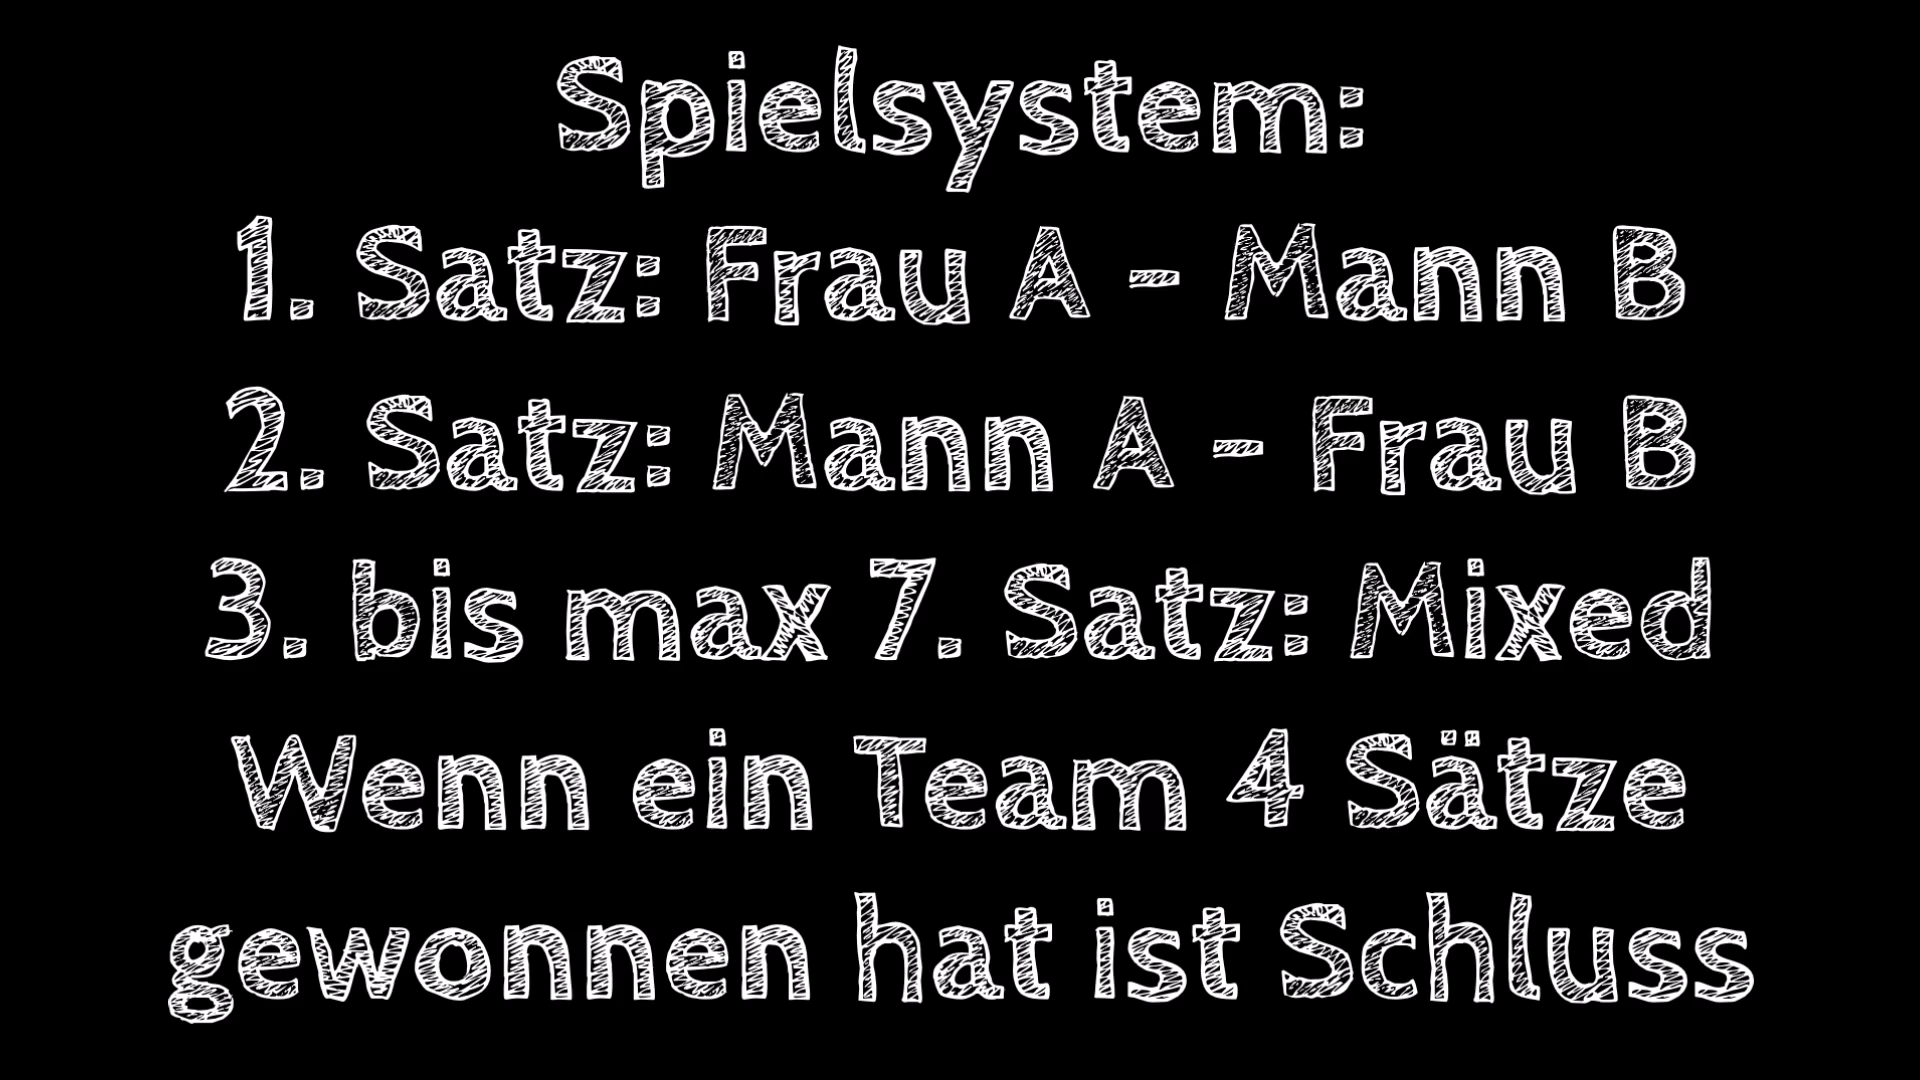 Spielsystem:
1. Satz: Frau A - Mann B
2. Satz: Mann A - Frau B
3. bis max 7. Satz: Mixed
Wenn ein Team 4 Sätze
gewonnen hat ist Schluss